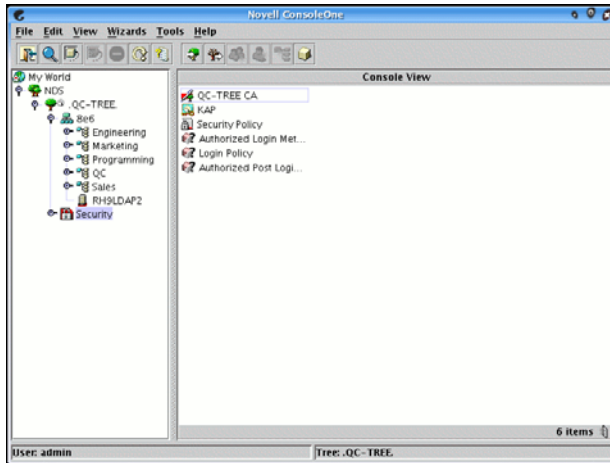 Novell ConsoleOne
File Edit View Wizards Tools Help
My World
NDS
.QC-TREE.
8e6
Engineering
Marketing
Programming
QC
Sales
RH9LDAP2
Security
Console View
QC-TREE CA
KAP
Security Policy
Authorized Login Met...
Login Policy
Authorized Post Logi...
6 items
User: admin
Tree: .QC-TREE.